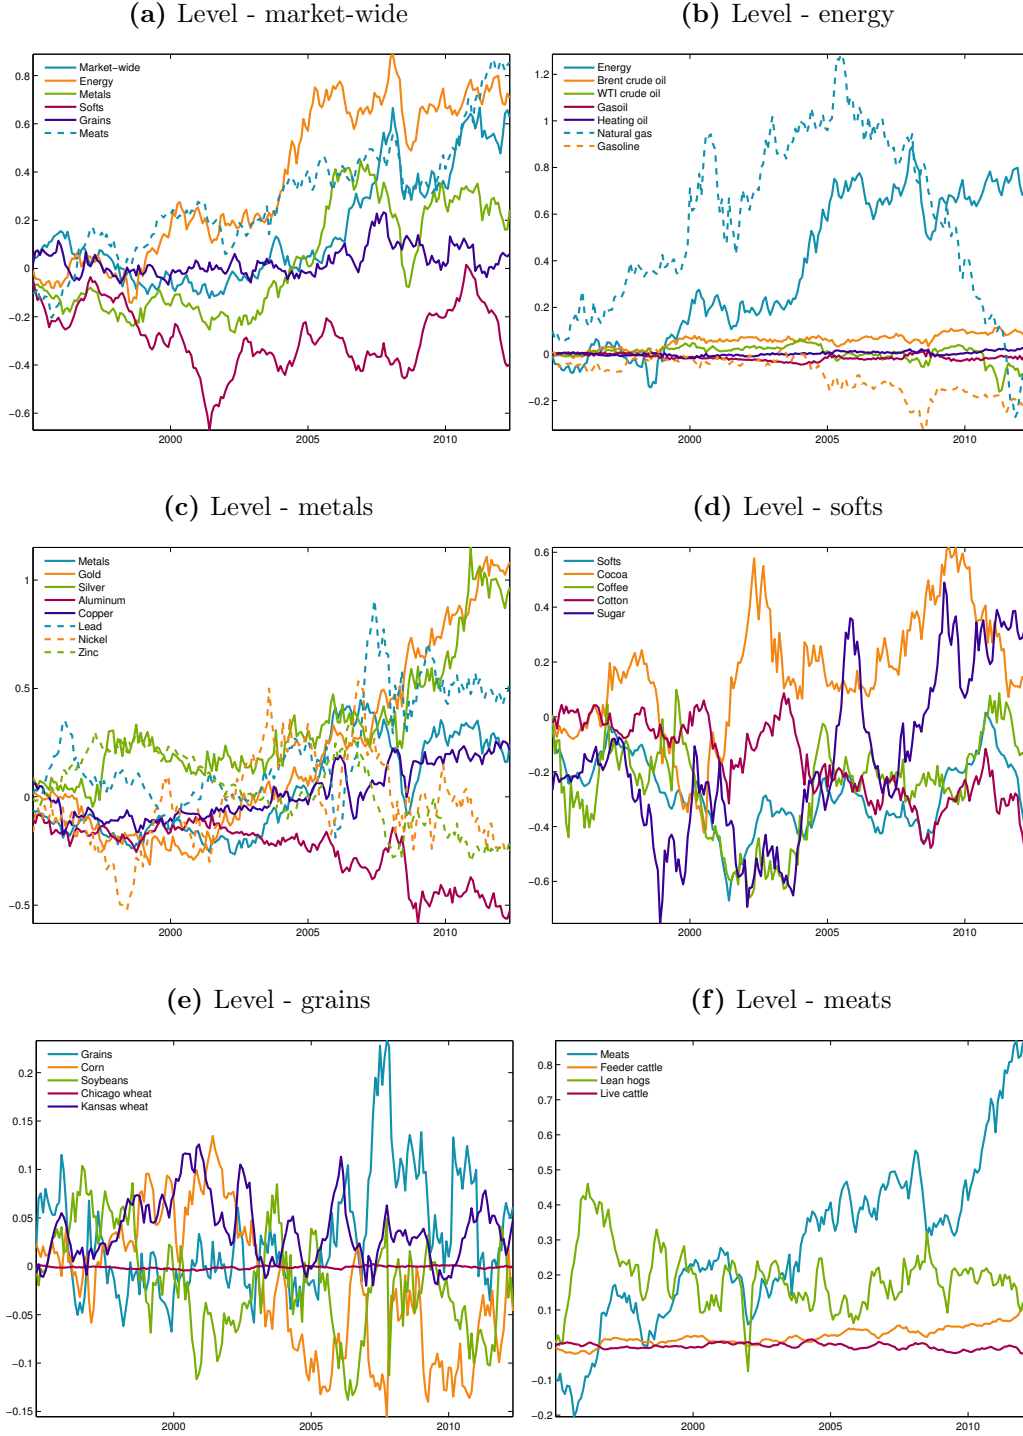 (a) Level - market-wide
0.8
0.6
0.4
0.2
0
−0.2
−0.4
−0.6
2000
2005
2010
Market−wide
Energy
Metals
Softs
Grains
Meats
(b) Level - energy
1.2
1
0.8
0.6
0.4
0.2
0
−0.2
2000
2005
2010
Energy
Brent crude oil
WTI crude oil
Gasoil
Heating oil
Natural gas
Gasoline
(c) Level - metals
1
0.5
0
−0.5
2000
2005
2010
Metals
Gold
Silver
Aluminum
Copper
Lead
Nickel
Zinc
(d) Level - softs
0.6
0.4
0.2
0
−0.2
−0.4
−0.6
2000
2005
2010
Softs
Cocoa
Coffee
Cotton
Sugar
(e) Level - grains
0.2
0.15
0.1
0.05
0
−0.05
−0.1
−0.15
2000
2005
2010
Grains
Corn
Soybeans
Chicago wheat
Kansas wheat
(f) Level - meats
0.8
0.7
0.6
0.5
0.4
0.3
0.2
0.1
0
−0.1
−0.2
2000
2005
2010
Meats
Feeder cattle
Lean hogs
Live cattle